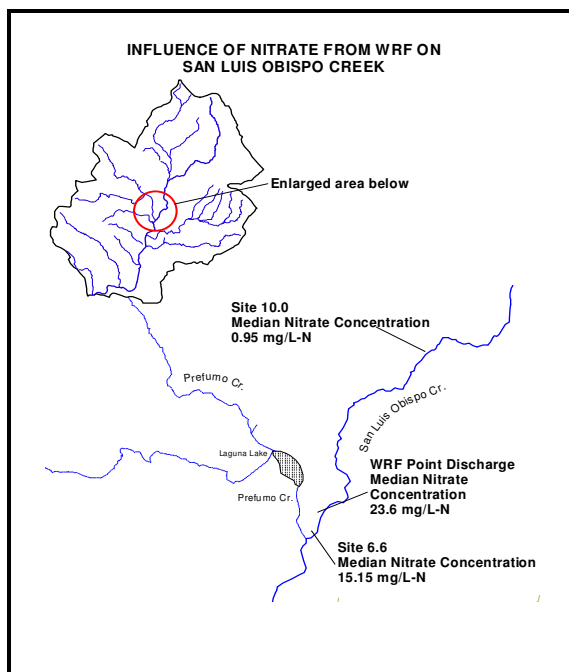 INFLUENCE OF NITRATE FROM WRF ON
SAN LUIS OBISPO CREEK
Enlarged area below
Site 10.0
Median Nitrate Concentration
0.95 mg/L-N
Prefumo Cr.
San Luis Obispo Cr.
Laguna Lake
WRF Point Discharge
Median Nitrate
Concentration
23.6 mg/L-N
Prefumo Cr.
Site 6.6
Median Nitrate Concentration
15.15 mg/L-N